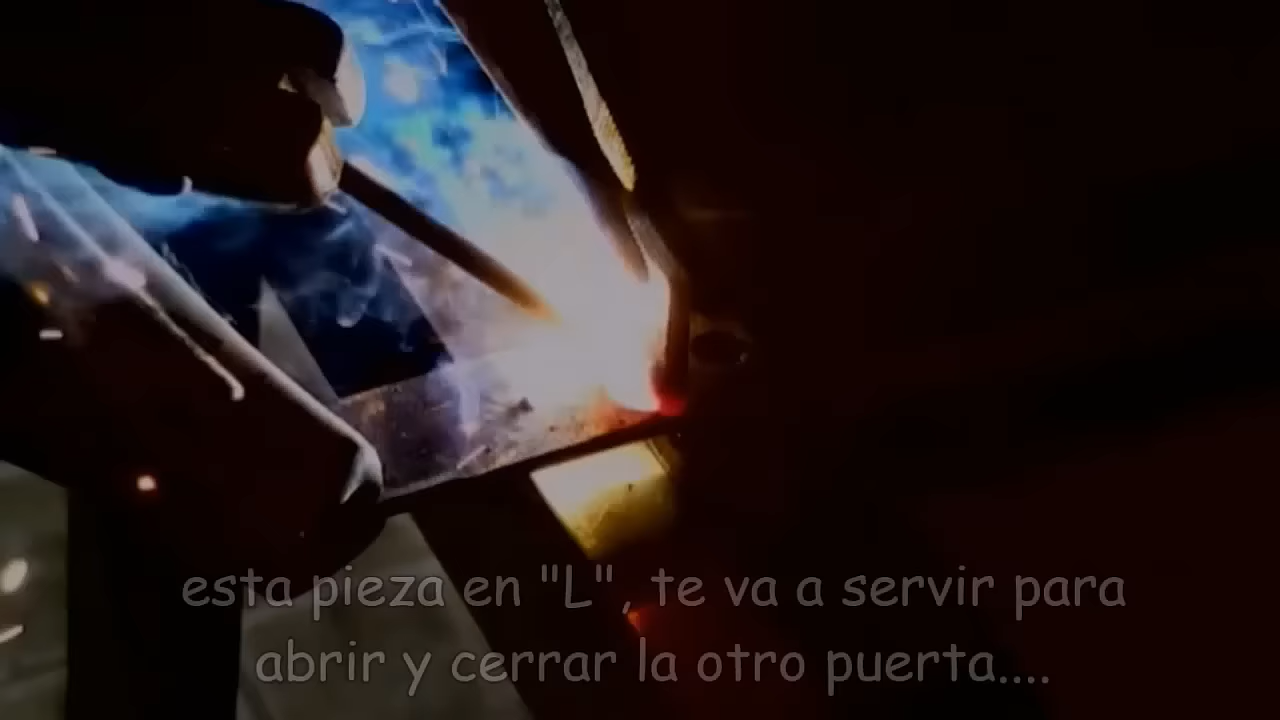 esta pieza en "L", te va a servir para
abrir y cerrar la otro puerta....